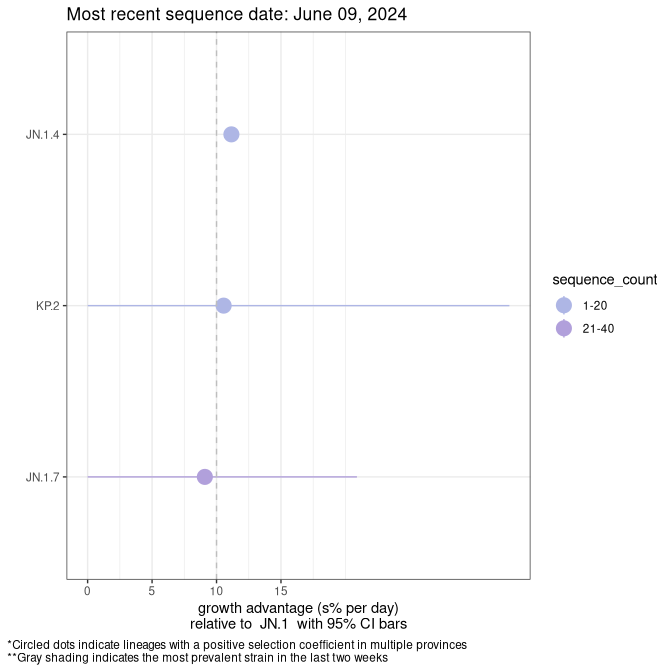 Most recent sequence date: June 09, 2024
JN.1.4
KP.2
JN.1.7
0 5 10 15
growth advantage (s% per day)
relative to JN.1 with 95% CI bars
sequence_count
1-20
21-40
*Circled dots indicate lineages with a positive selection coefficient in multiple provinces
**Gray shading indicates the most prevalent strain in the last two weeks